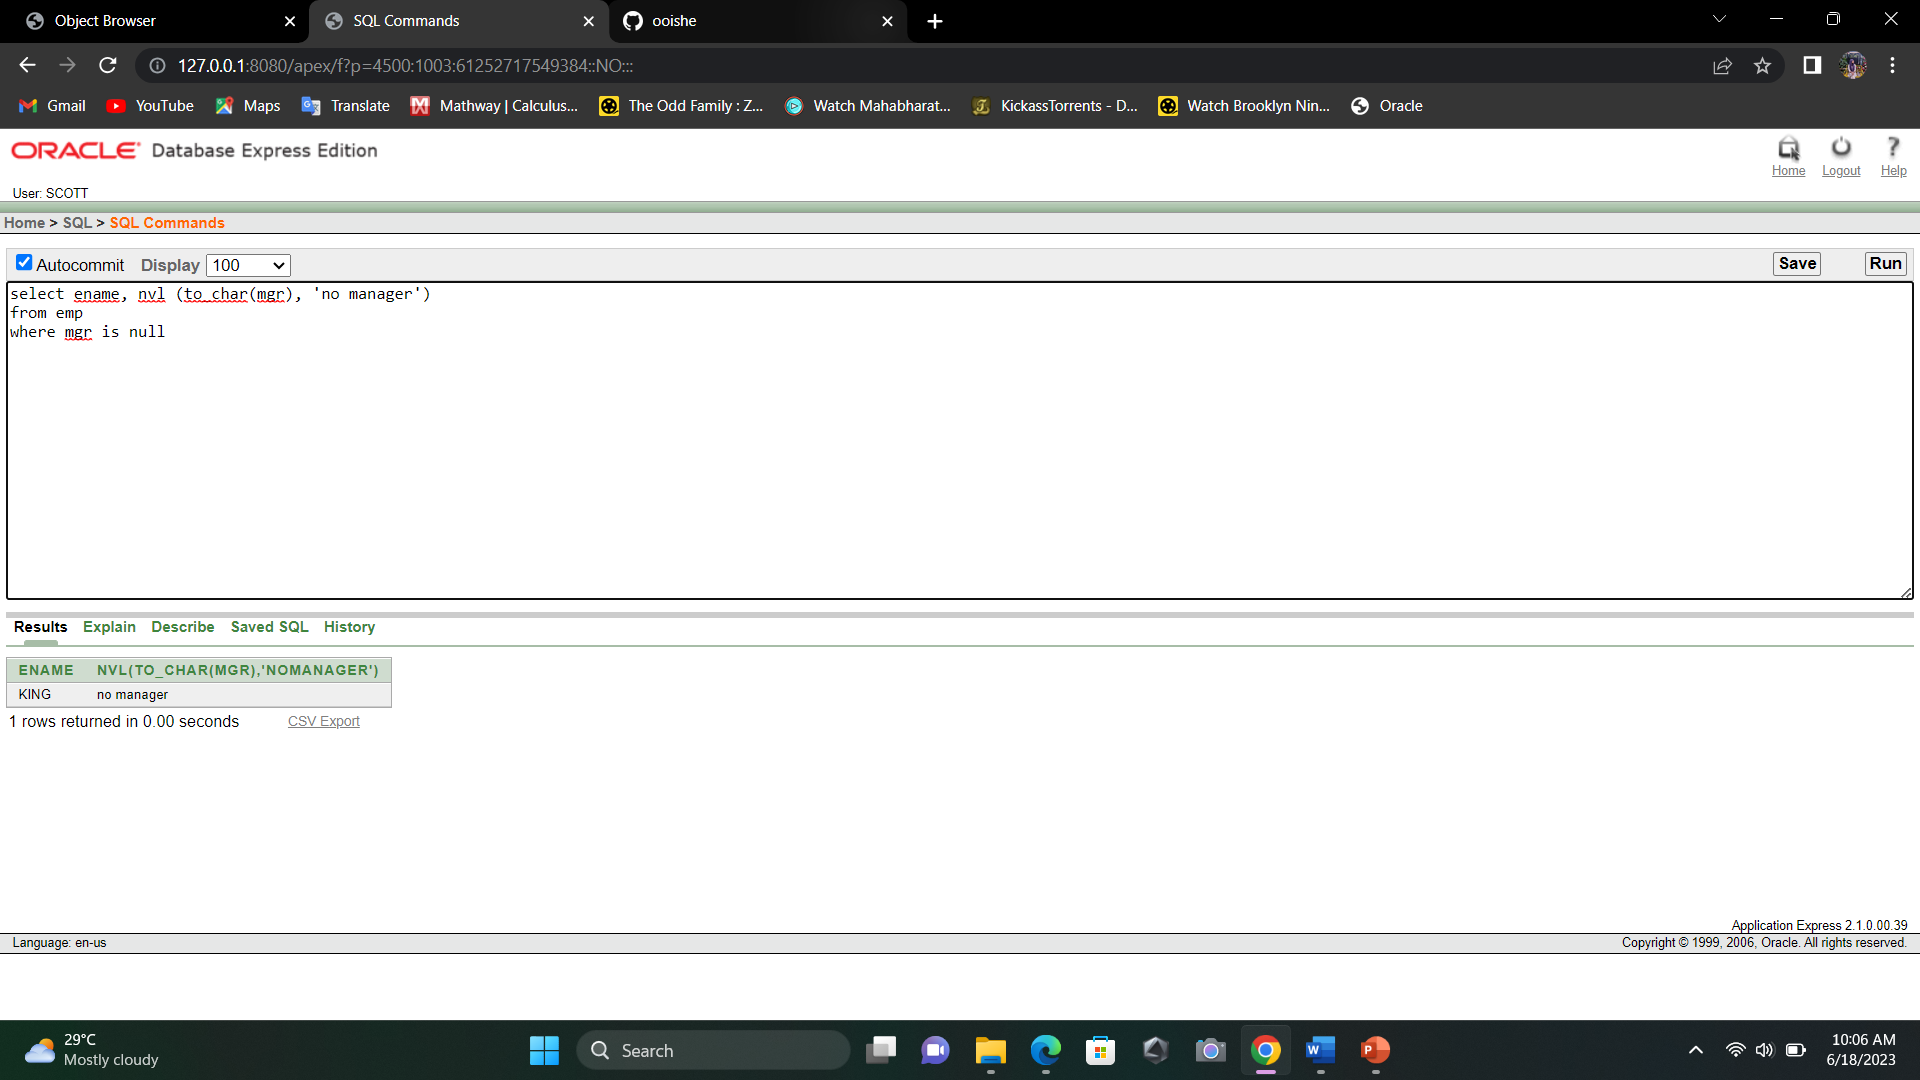 Object Browser
SQL Commands
ooishe
127.0.0.1:8080/apex/f?p=4500:1003:61252717549384::NO:::
Gmail
YouTube
Maps
Translate
Mathway | Calculus...
The Odd Family : Z...
Watch Mahabharat...
KickassTorrents - D...
Watch Brooklyn Nin...
Oracle
ORACLE Database Express Edition
Home
Logout
Help
User: SCOTT
Home > SQL > SQL Commands
Autocommit
Display
100
Save
Run
select ename, nvl (to_char(mgr), 'no manager')
from emp
where mgr is null
Results
Explain
Describe
Saved SQL
History
ENAME NVL(TO_CHAR(MGR),'NOMANAGER')
KING no manager
1 rows returned in 0.00 seconds
CSV Export
Application Express 2.1.0.00.39
Language: en-us
Copyright © 1999, 2006, Oracle. All rights reserved.
29°C
Mostly cloudy
Search
10:06 AM
6/18/2023